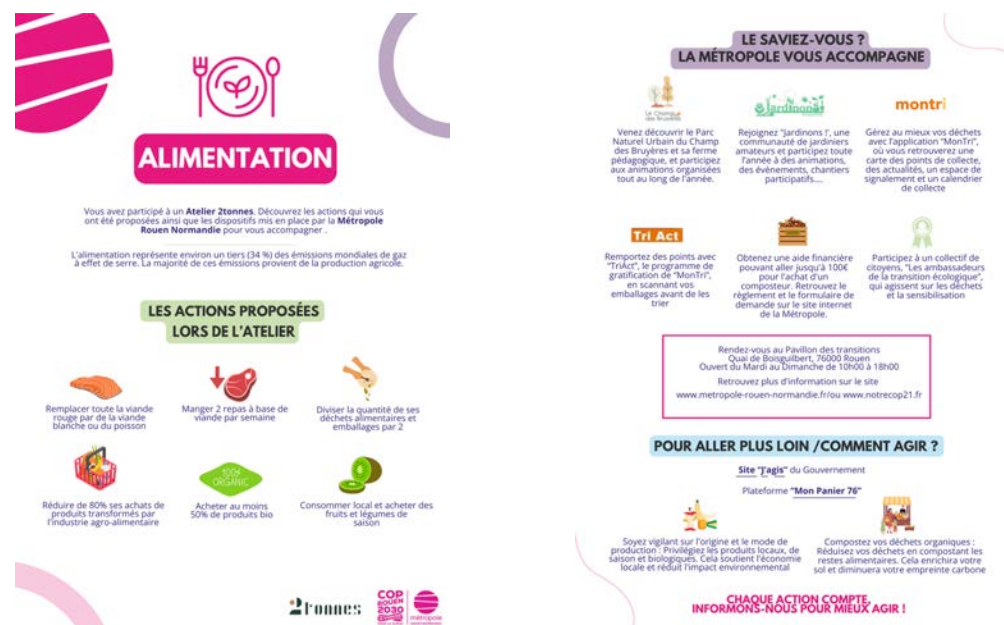 ALIMENTATION
Vous avez participé à un Atelier 2tonnes. Découvrez les actions qui vous
ont été proposées ainsi que les dispositifs mis en place par la Métropole
Rouen Normandie pour vous accompagner .
L'alimentation représente environ un tiers (34 %) des émissions mondiales de gaz
à effet de serre. La majorité de ces émissions provient de la production agricole.
LES ACTIONS PROPOSÉES
LORS DE L'ATELIER
Remplacer toute la viande
rouge par de la viande
blanche ou du poisson
Manger 2 repas à base de
viande par semaine
Diviser la quantité de ses
déchets alimentaires et
emballages par 2
100%
ORGANIC
Réduire de 80% ses achats de
produits transformés par
l'industrie agro-alimentaire
Acheter au moins
50% de produits bio
Consommer local et acheter des
fruits et légumes de
saison
2tonnes
COP
ROUEN
2030
métropole
LE SAVIEZ-VOUS ?
LA MÉTROPOLE VOUS ACCOMPAGNE
Le Champ
des Bruyères
Jardinons
montri
Venez découvrir le Parc
Naturel Urbain du Champ
des Bruyères et sa ferme
pédagogique, et participez
aux animations organisées
tout au long de l'année.
Rejoignez "Jardinons !', une
communauté de jardiniers
amateurs et participez toute
l'année à des animations,
des évènements, chantiers
participatifs....
Gérez au mieux vos déchets
avec l'application "MonTri",
où vous retrouverez une
carte des points de collecte,
des actualités, un espace de
signalement et un calendrier
de collecte
Tri Act
Remportez des points avec
"TriAct", le programme de
gratification de "MonTri",
en scannant vos
emballages avant de les
trier
Obtenez une aide financière
pouvant aller jusqu'à 100€
pour l'achat d'un
composteur. Retrouvez le
règlement et le formulaire de
demande sur le site internet
de la Métropole.
Participez à un collectif de
citoyens, "Les ambassadeurs
de la transition écologique",
qui agissent sur les déchets
et la sensibilisation
Rendez-vous au Pavillon des transitions
Quai de Boisguilbert, 76000 Rouen
Ouvert du Mardi au Dimanche de 10h00 à 18h00
Retrouvez plus d'information sur le site
www.metropole-rouen-normandie.fr/ou www.notrecop21.fr
POUR ALLER PLUS LOIN /COMMENT AGIR ?
Site "J'agis" du Gouvernement
Plateforme "Mon Panier 76"
Soyez vigilant sur l'origine et le mode de
production : Privilégiez les produits locaux, de
saison et biologiques. Cela soutient l'économie
locale et réduit l'impact environnemental
Compostez vos déchets organiques :
Réduisez vos déchets en compostant les
restes alimentaires. Cela enrichira votre
sol et diminuera votre empreinte carbone
CHAQUE ACTION COMPTE,
INFORMONS-NOUS POUR MIEUX AGIR !